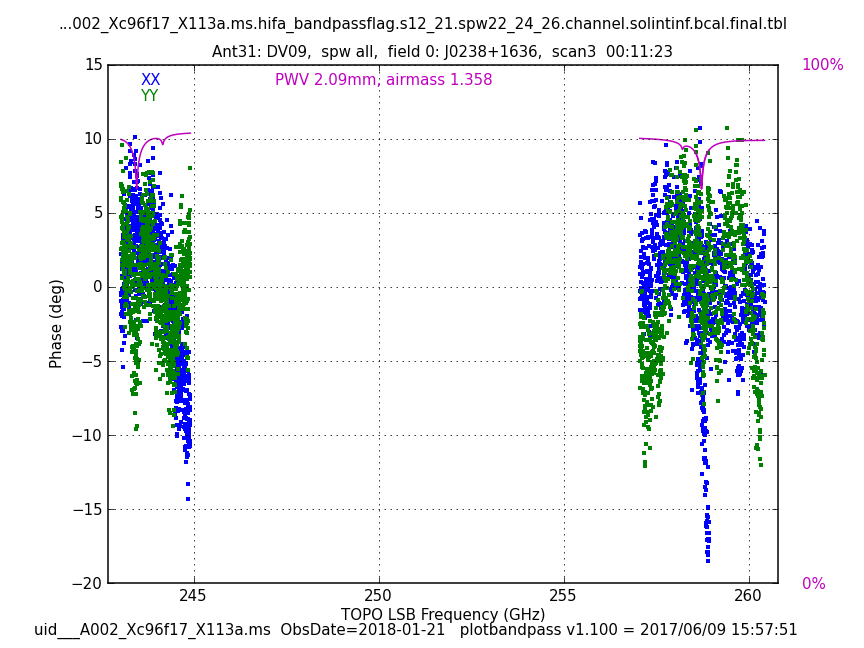 ...002_Xc96f17_X113a.ms.hifa_bandpassflag.s12_21.spw22_24_26.channel.solintinf.bcal.final.tbl
Ant31: DV09,  spw all,  field 0: J0238+1636,  scan3  00:11:23
15
XX
PWV 2.09mm, airmass 1.358
100%
YY
10
5
0
Phase (deg)
−5
−10
−15
−20
0%
245
250
255
260
TOPO LSB Frequency (GHz)
uid___A002_Xc96f17_X113a.ms  ObsDate=2018-01-21   plotbandpass v1.100 = 2017/06/09 15:57:51